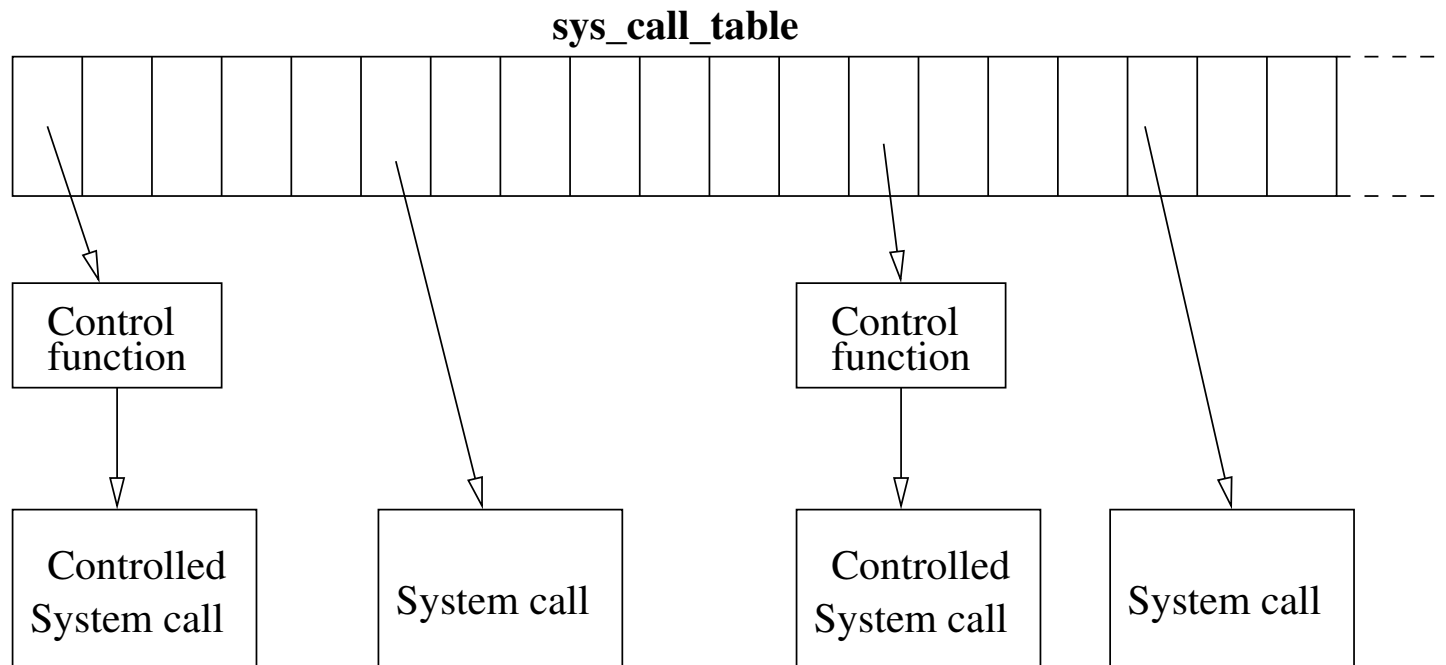 sys_call_table
Control
function
Control
function
Controlled
System call
System call
Controlled
System call
System call